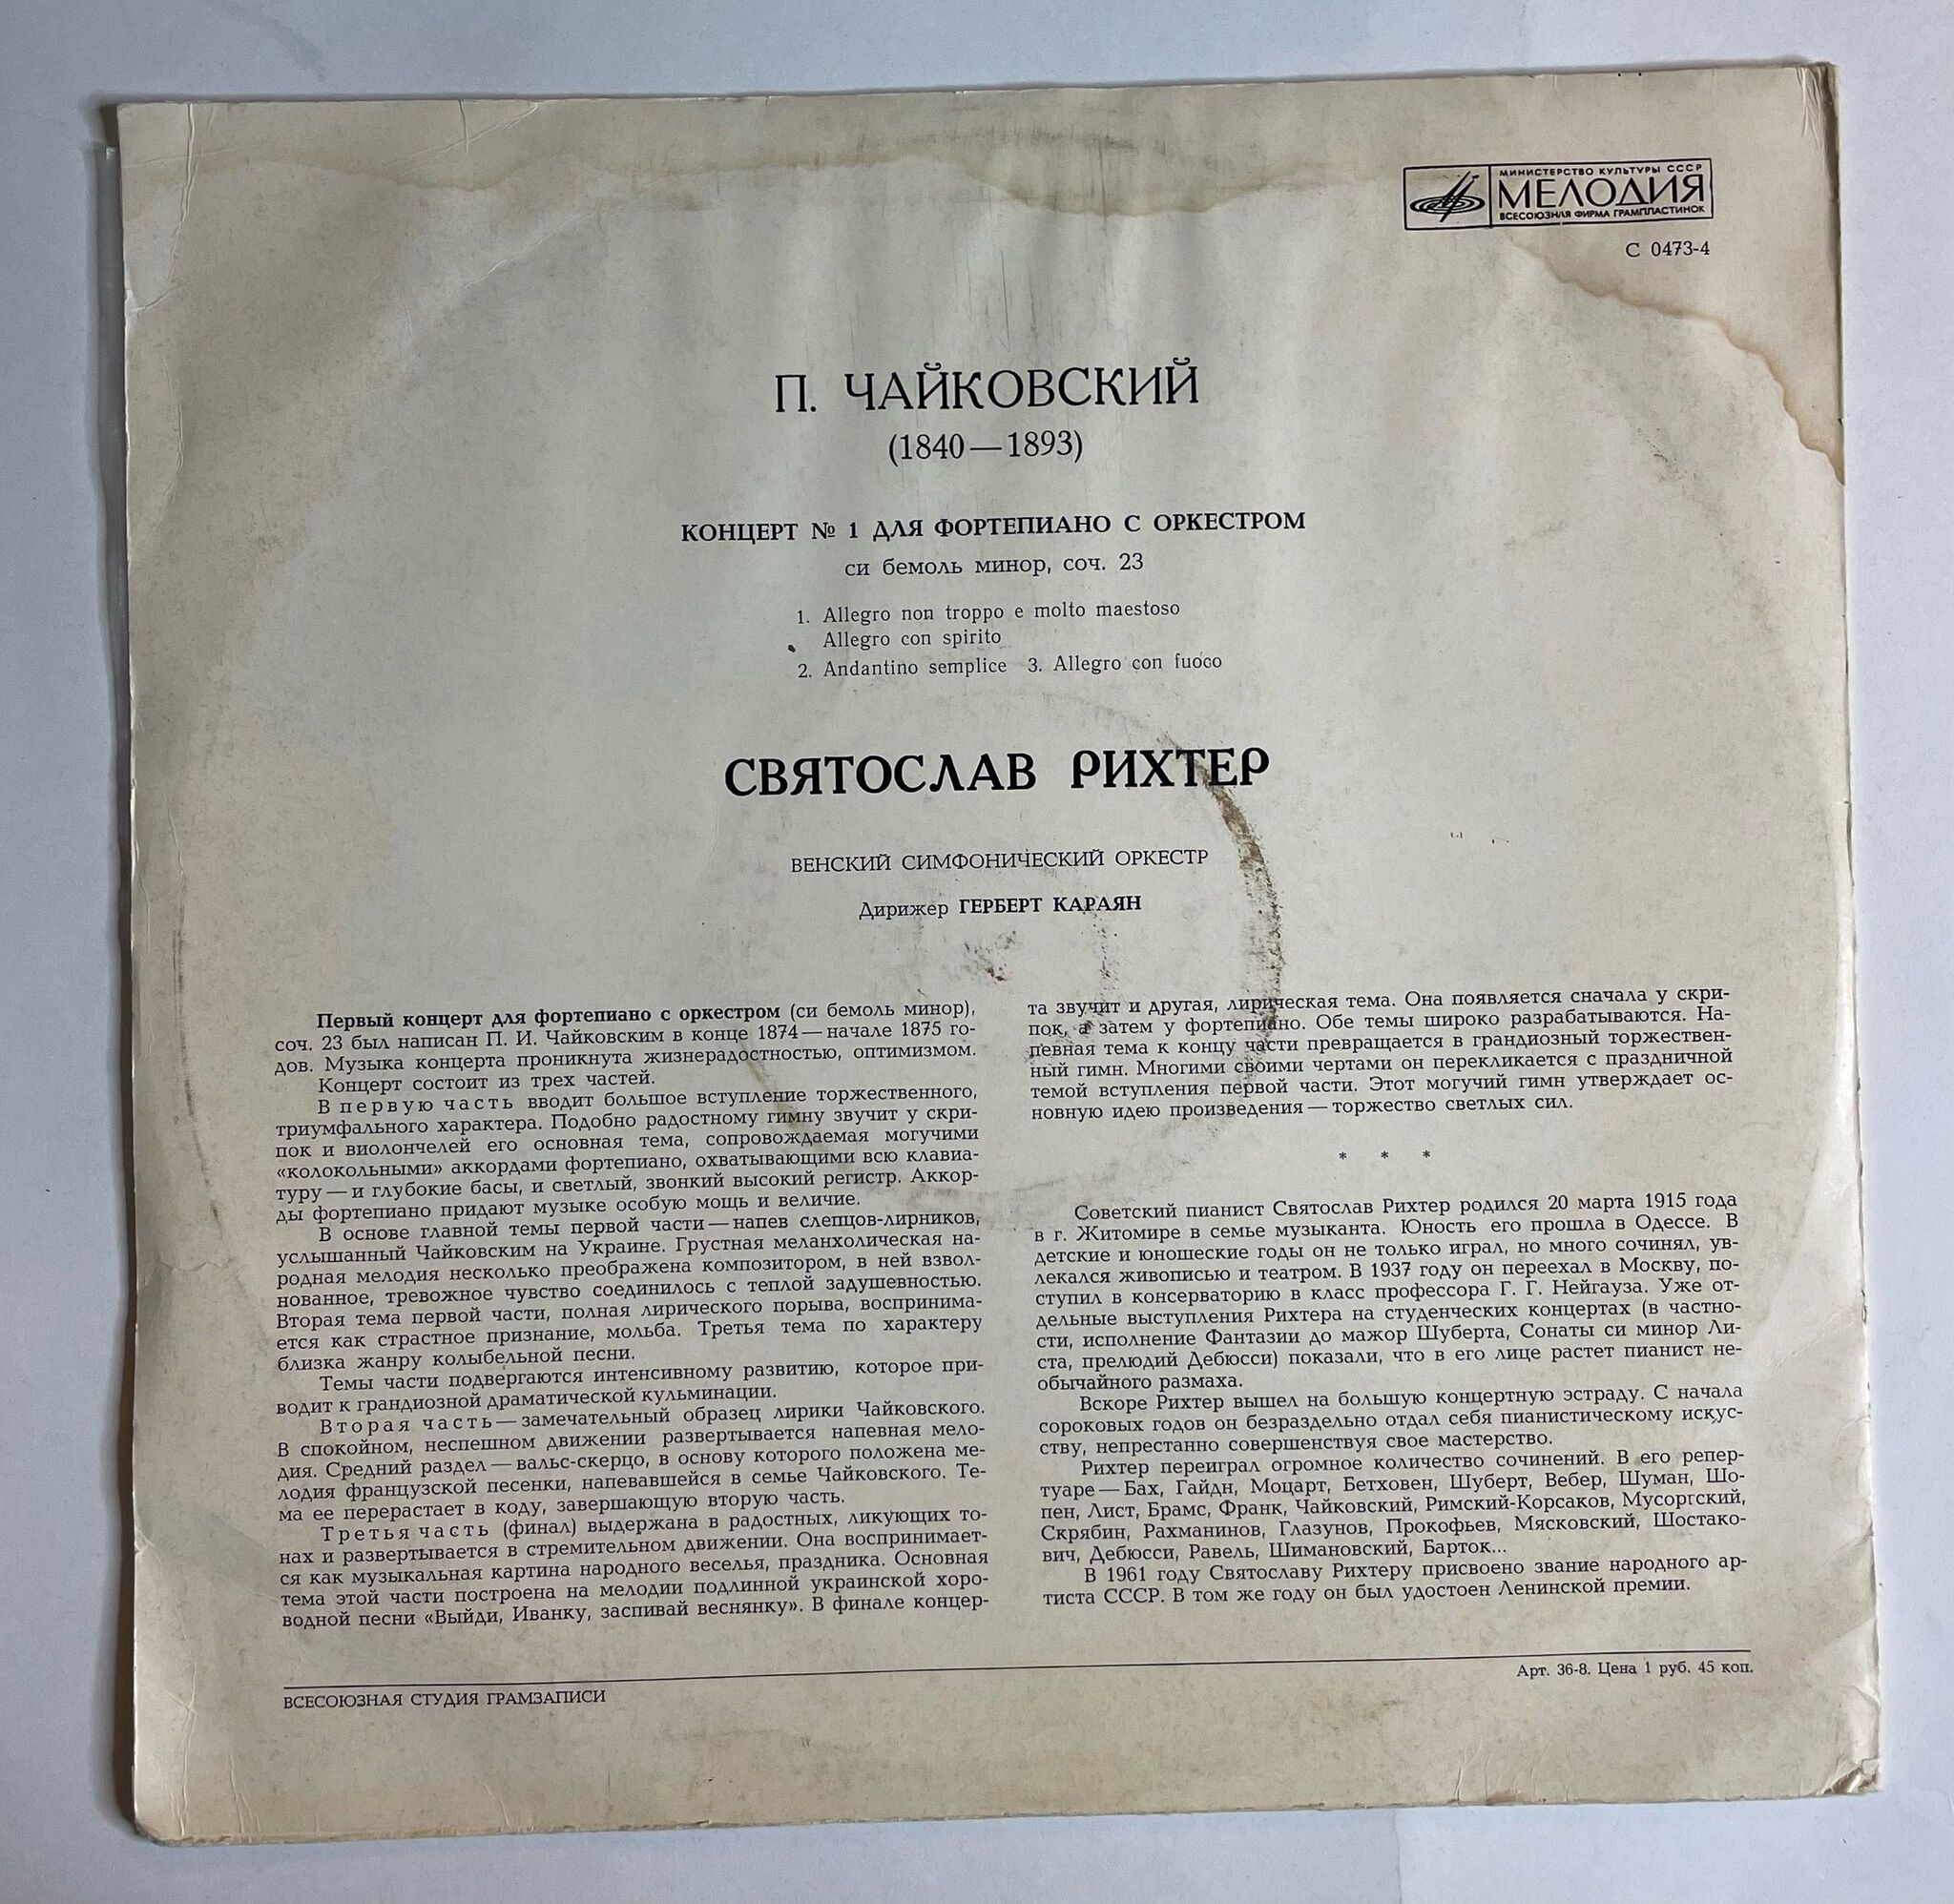 МИНИСТЕРСТВО КУЛЬТУРЫ СССР
МЕЛОДИЯ
ВСЕСОЮЗНАЯ ФИРМА ГРАМПЛАСТИНОК
С 0473-4
П. ЧАЙКОВСКИЙ
(1840—1893)
КОНЦЕРТ № 1 ДЛЯ ФОРТЕПИАНО С ОРКЕСТРОМ
си бемоль минор, соч. 23
1. Allegro non troppo e molto maestoso
Allegro con spirito
2. Andantino semplice 3. Allegro con fuoco
СВЯТОСЛАВ РИХТЕР
ВЕНСКИЙ СИМФОНИЧЕСКИЙ ОРКЕСТР
Дирижер ГЕРБЕРТ КАРАЯН
Первый концерт для фортепиано с оркестром (си бемоль минор),
соч. 23 был написан П. И. Чайковским в конце 1874—начале 1875 го-
дов. Музыка концерта проникнута жизнерадостностью, оптимизмом.
Концерт состоит из трех частей.
В первую часть вводит большое вступление торжественного,
триумфального характера. Подобно радостному гимну звучит у скри-
пок и виолончелей его основная тема, сопровождаемая могучими
«колокольными» аккордами фортепиано, охватывающими всю клавиа-
туру—и глубокие басы, и светлый, звонкий высокий регистр. Аккор-
ды фортепиано придают музыке особую мощь и величие.
В основе главной темы первой части—напев слепцов-лирников,
услышанный Чайковским на Украине. Грустная меланхолическая на-
родная мелодия несколько преображена композитором, в ней взвол-
нованное, тревожное чувство соединилось с теплой задушевностью.
Вторая тема первой части, полная лирического порыва, воспринима-
ется как страстное признание, мольба. Третья тема по характеру
близка жанру колыбельной песни.
Темы части подвергаются интенсивному развитию, которое при-
водит к грандиозной драматической кульминации.
Вторая часть—замечательный образец лирики Чайковского.
В спокойном, неспешном движении развертывается напевная мело-
дия. Средний раздел—вальс-скерцо, в основу которого положена ме-
лодия французской песенки, напевавшейся в семье Чайковского. Те-
ма ее перерастает в коду, завершающую вторую часть.
Третья часть (финал) выдержана в радостных, ликующих то-
нах и развертывается в стремительном движении. Она воспринимает-
ся как музыкальная картина народного веселья, праздника. Основная
тема этой части построена на мелодии подлинной украинской хоро-
водной песни «Выйди, Иванку, заспивай веснянку». В финале концер-
та звучит и другая, лирическая тема. Она появляется сначала у скри-
пок, а затем у фортепиано. Обе темы широко разрабатываются. На-
певная тема к концу части превращается в грандиозный торжествен-
ный гимн. Многими своими чертами он перекликается с праздничной
темой вступления первой части. Этот могучий гимн утверждает ос-
новную идею произведения—торжество светлых сил.
* * *
Советский пианист Святослав Рихтер родился 20 марта 1915 года
в г. Житомире в семье музыканта. Юность его прошла в Одессе. В
детские и юношеские годы он не только играл, но много сочинял, ув-
лекался живописью и театром. В 1937 году он переехал в Москву, по-
ступил в консерваторию в класс профессора Г. Г. Нейгауза. Уже от-
дельные выступления Рихтера на студенческих концертах (в частно-
сти, исполнение Фантазии до мажор Шуберта, Сонаты си минор Ли-
ста, прелюдий Дебюсси) показали, что в его лице растет пианист не-
обычайного размаха.
Вскоре Рихтер вышел на большую концертную эстраду. С начала
сороковых годов он безраздельно отдал себя пианистическому искус-
ству, непрестанно совершенствуя свое мастерство.
Рихтер переиграл огромное количество сочинений. В его репер-
туаре—Бах, Гайдн, Моцарт, Бетховен, Шуберт, Вебер, Шуман, Шо-
пен, Лист, Брамс, Франк, Чайковский, Римский-Корсаков, Мусоргский,
Скрябин, Рахманинов, Глазунов, Прокофьев, Мясковский, Шостако-
вич, Дебюсси, Равель, Шимановский, Барток...
В 1961 году Святославу Рихтеру присвоено звание народного ар-
тиста СССР. В том же году он был удостоен Ленинской премии.
Арт. 36-8. Цена 1 руб. 45 коп.
ВСЕСОЮЗНАЯ СТУДИЯ ГРАМЗАПИСИ